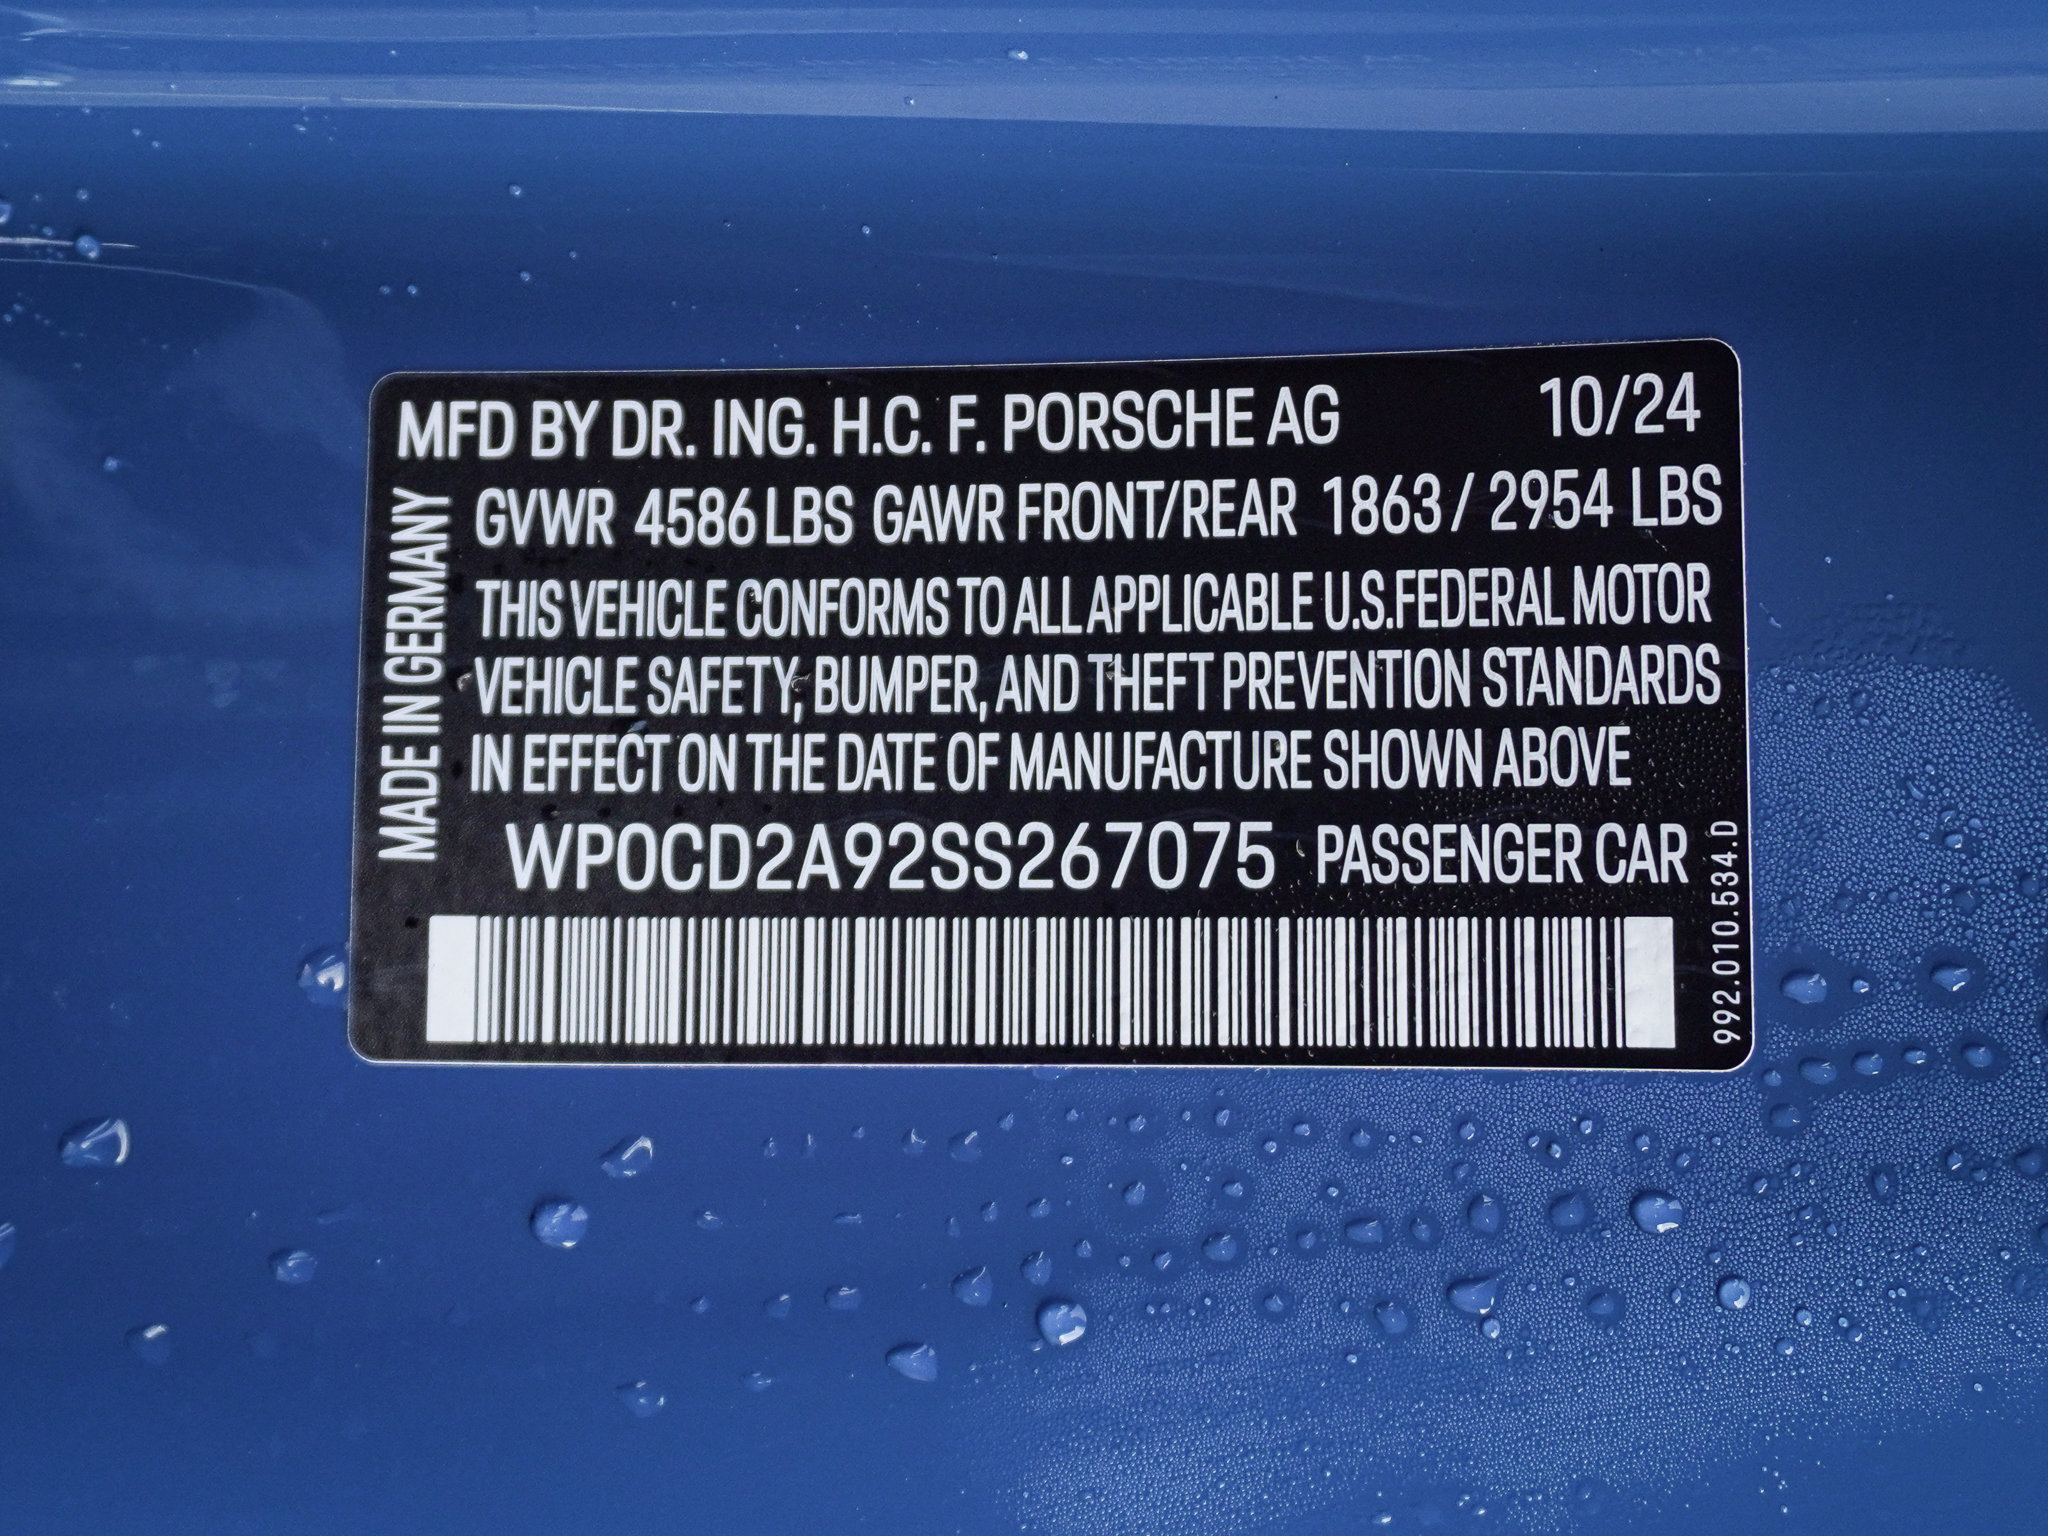 MFD BY DR. ING. H.C. F. PORSCHE AG 10/24
GVWR 4586 LBS GAWR FRONT/REAR 1863 / 2954 LBS
THIS VEHICLE CONFORMS TO ALL APPLICABLE U.S.FEDERAL MOTOR
VEHICLE SAFETY, BUMPER, AND THEFT PREVENTION STANDARDS
IN EFFECT ON THE DATE OF MANUFACTURE SHOWN ABOVE
WP0CD2A92SS267075 PASSENGER CAR
MADE IN GERMANY
992.010.534.D